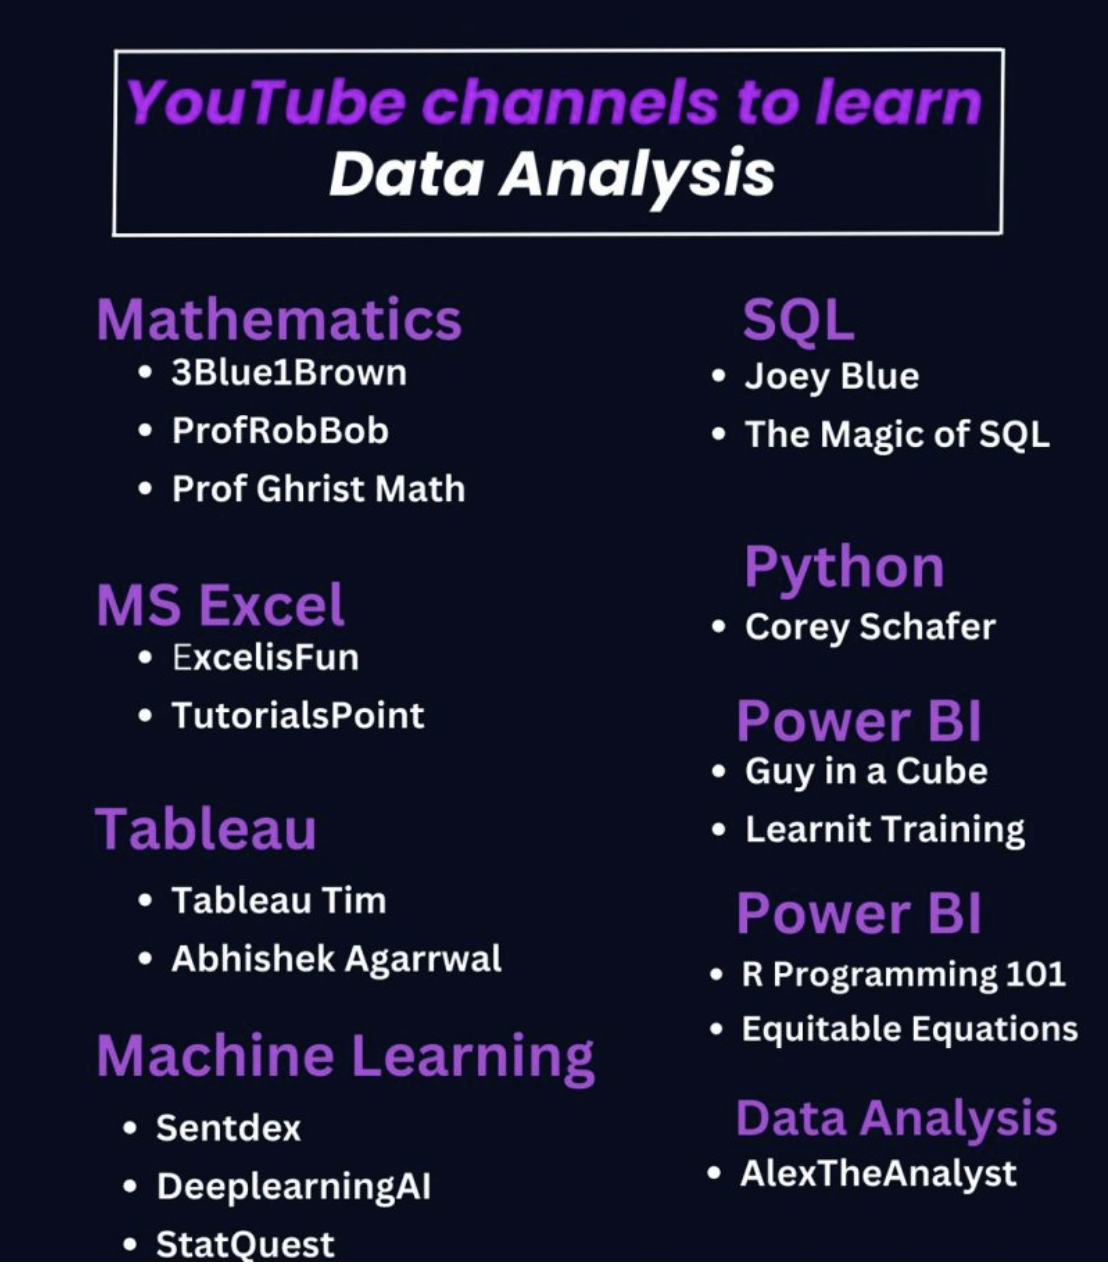 YouTube channels to learn
Data Analysis
Mathematics
• 3Blue1Brown
• ProfRobBob
• Prof Ghrist Math
MS Excel
• ExcelisFun
• TutorialsPoint
Tableau
• Tableau Tim
• Abhishek Agarrwal
Machine Learning
• Sentdex
• DeeplearningAI
• StatQuest
SQL
• Joey Blue
• The Magic of SQL
Python
• Corey Schafer
Power BI
• Guy in a Cube
• Learnit Training
Power BI
• R Programming 101
• Equitable Equations
Data Analysis
• AlexTheAnalyst